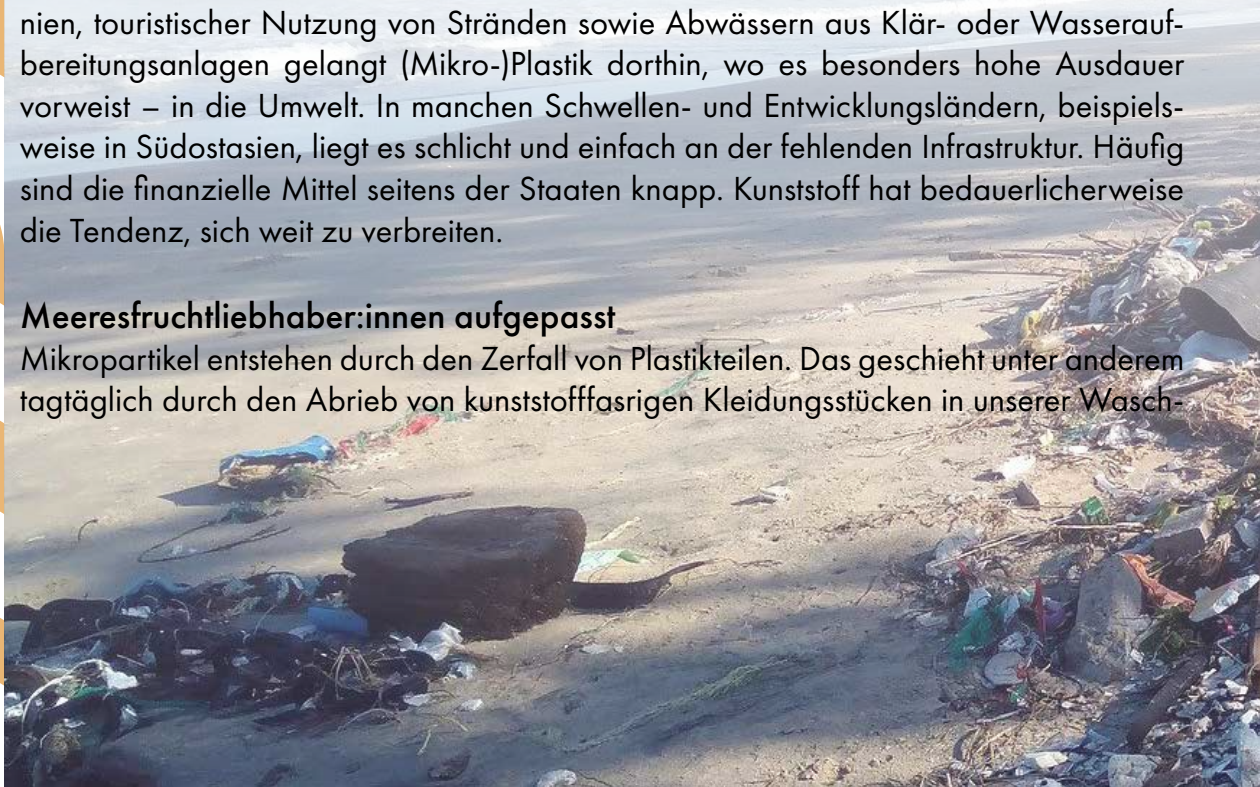 nien, touristischer Nutzung von Stränden sowie Abwässern aus Klär- oder Wasserauf-
bereitungsanlagen gelangt (Mikro-)Plastik dorthin, wo es besonders hohe Ausdauer
vorweist – in die Umwelt. In manchen Schwellen- und Entwicklungsländern, beispiels-
weise in Südostasien, liegt es schlicht und einfach an der fehlenden Infrastruktur. Häufig
sind die finanzielle Mittel seitens der Staaten knapp. Kunststoff hat bedauerlicherweise
die Tendenz, sich weit zu verbreiten.
Meeresfruchtliebhaber:innen aufgepasst
Mikropartikel entstehen durch den Zerfall von Plastikteilen. Das geschieht unter anderem
tagtäglich durch den Abrieb von kunststofffasrigen Kleidungsstücken in unserer Wasch-